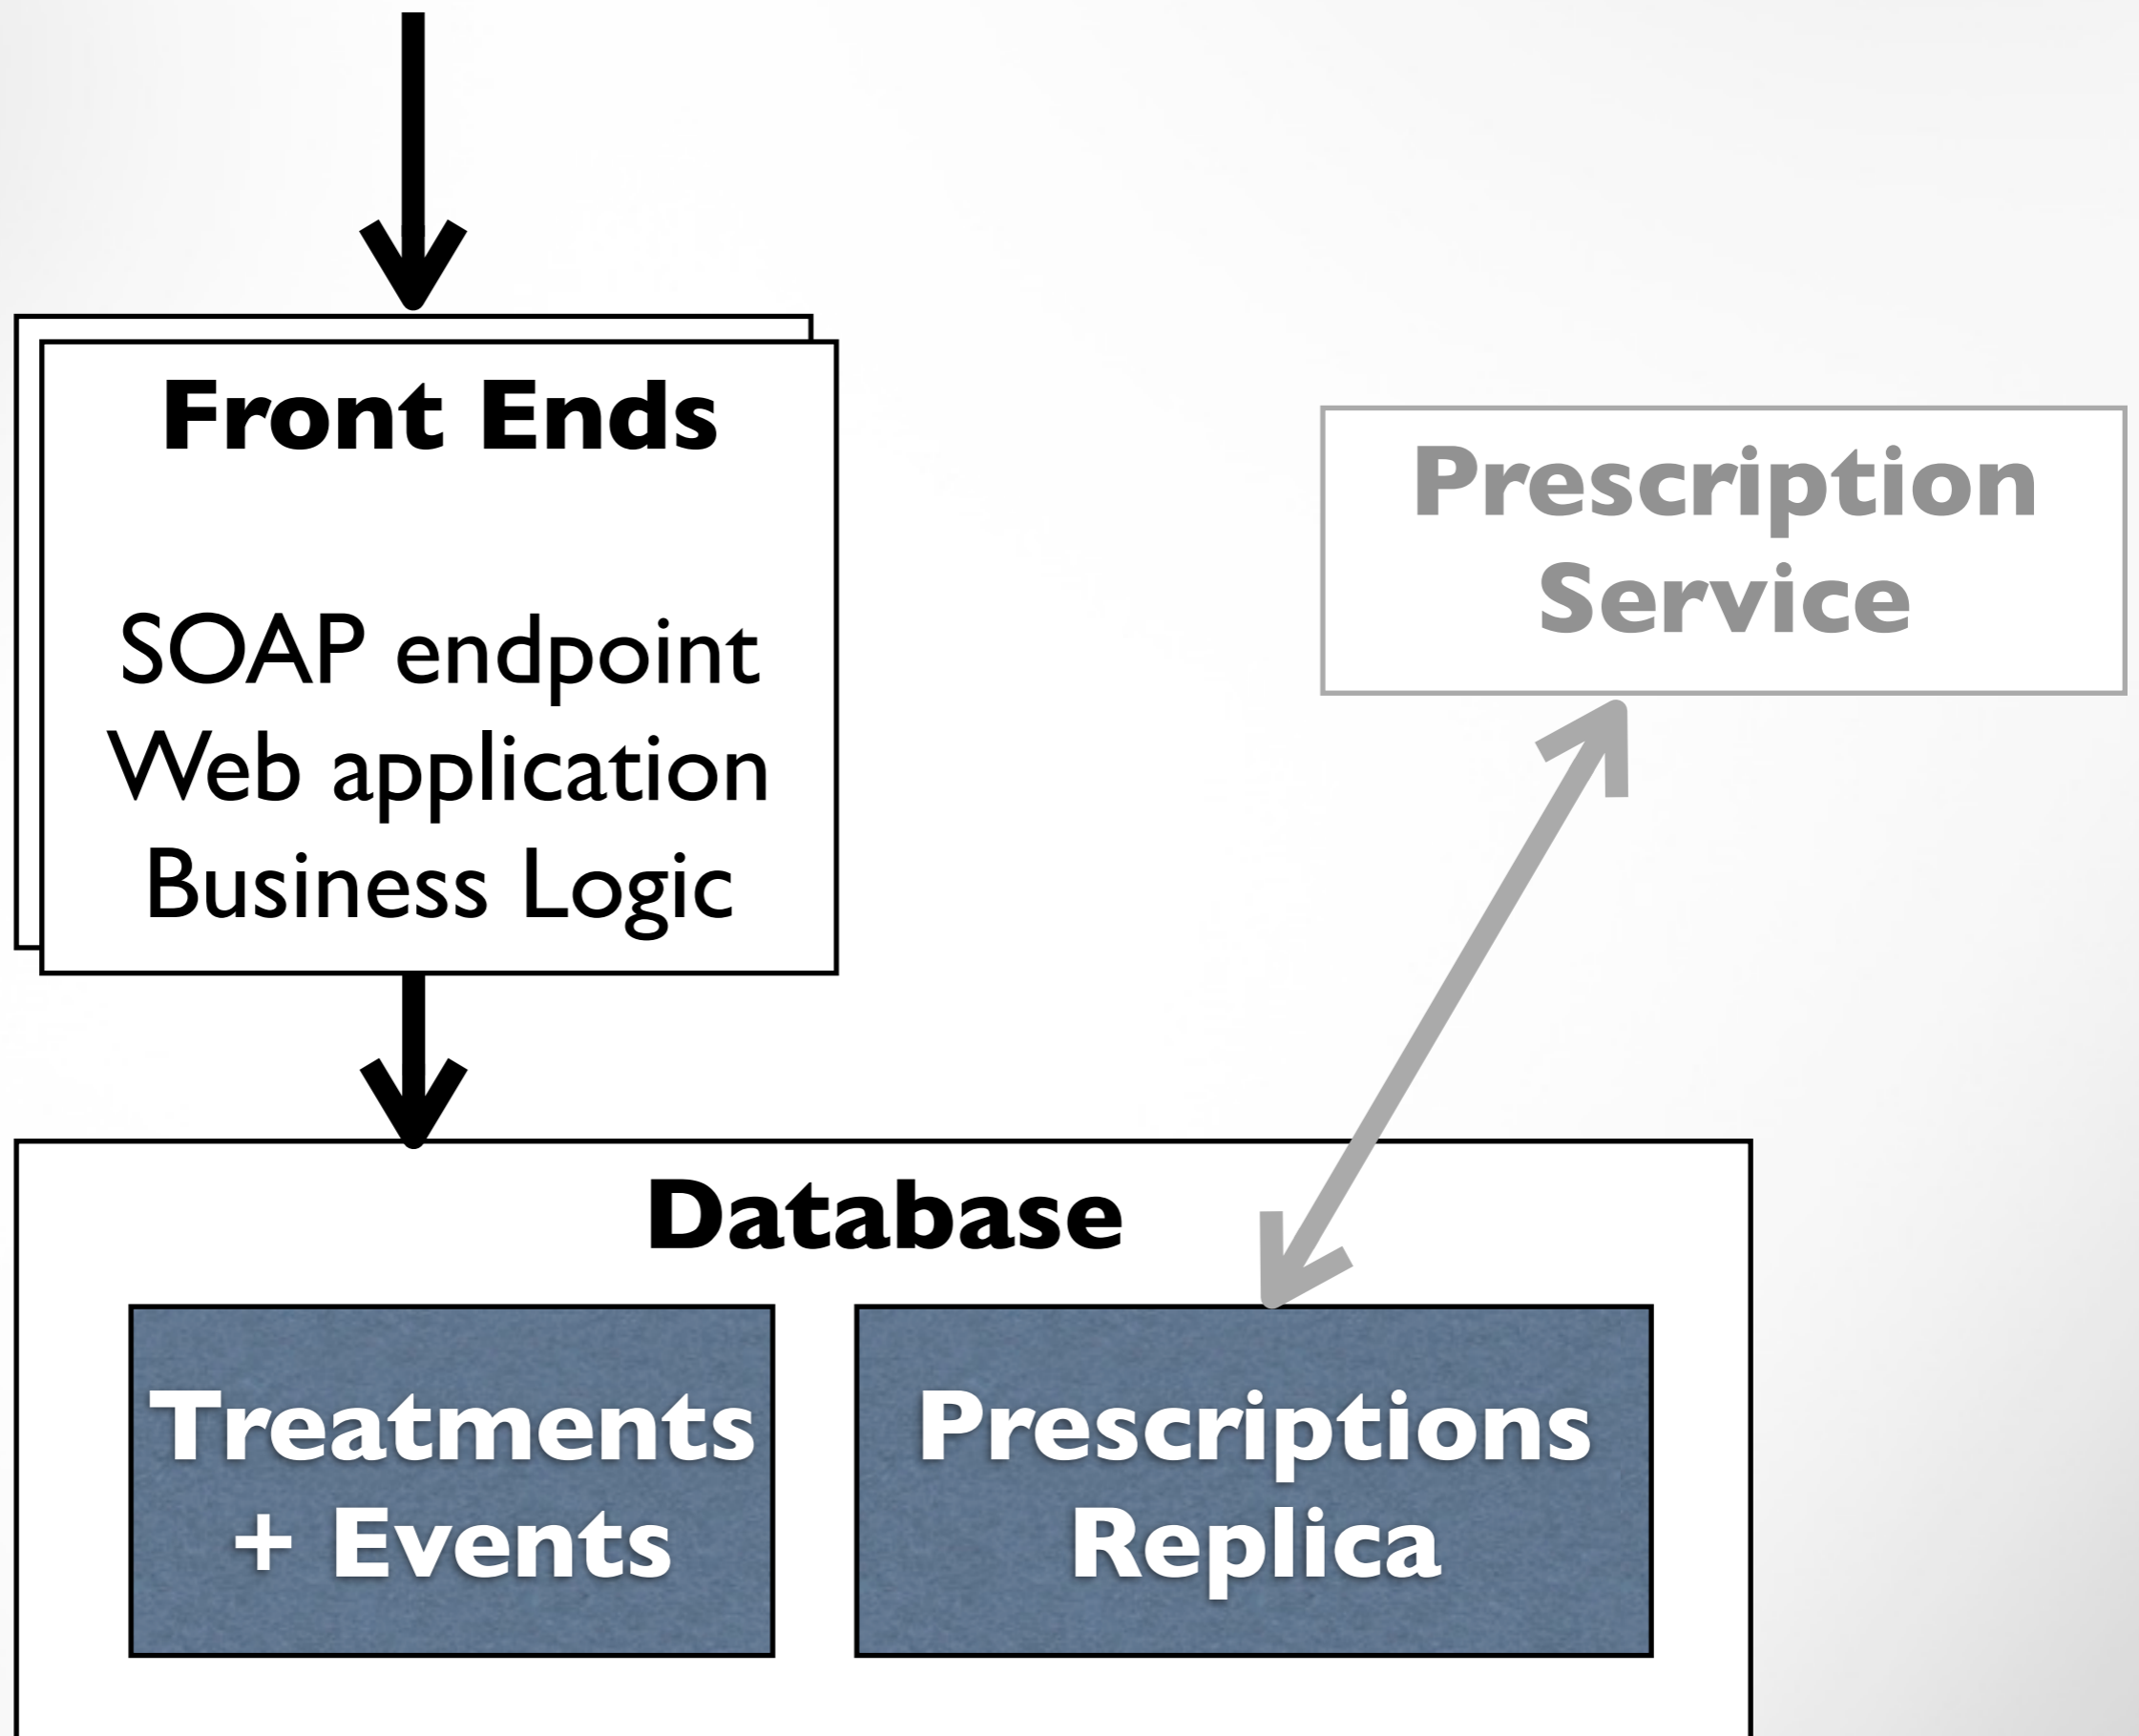 Front Ends
SOAP endpoint
Web application
Business Logic
Prescription
Service
Database
Treatments
+ Events
Prescriptions
Replica